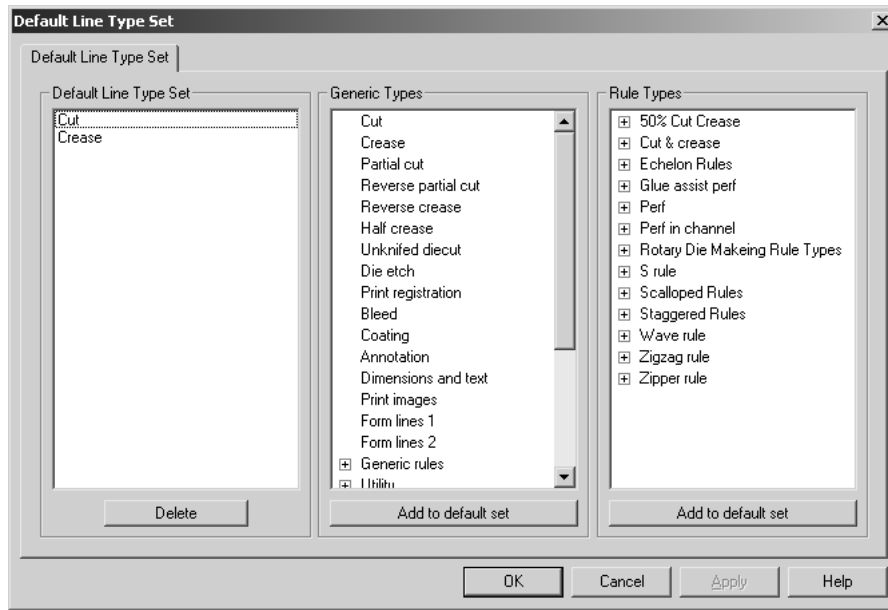 Default Line Type Set
Default Line Type Set
Default Line Type Set
Cut
Crease
Delete
Generic Types
Cut
Crease
Partial cut
Reverse partial cut
Reverse crease
Half crease
Unknifed diecut
Die etch
Print registration
Bleed
Coating
Annotation
Dimensions and text
Print images
Form lines 1
Form lines 2
Generic rules
Utility
Add to default set
Rule Types
50% Cut Crease
Cut & crease
Echelon Rules
Glue assist perf
Perf
Perf in channel
Rotary Die Makeing Rule Types
S rule
Scalloped Rules
Staggered Rules
Wave rule
Zigzag rule
Zipper rule
Add to default set
OK
Cancel
Apply
Help